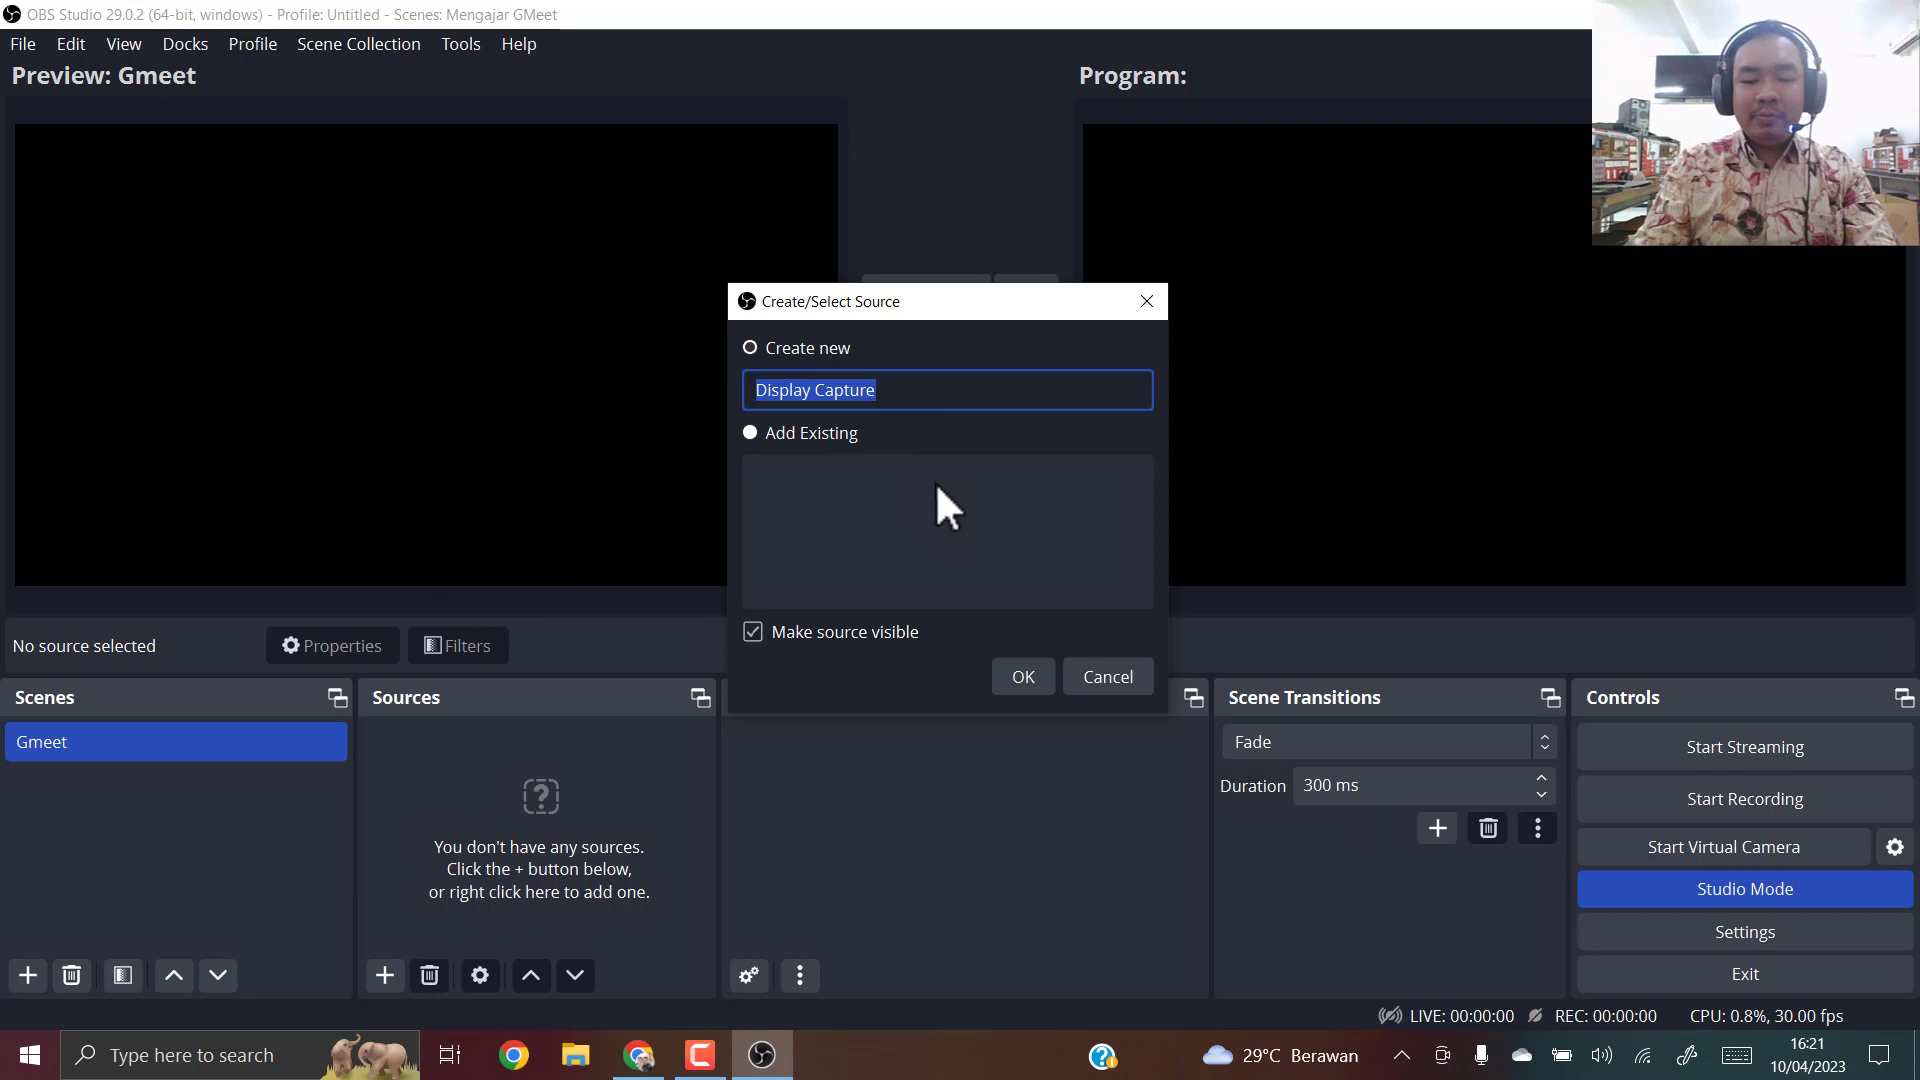 OBS Studio 29.0.2 (64-bit, windows) - Profile: Untitled - Scenes: Mengajar GMeet
File Edit View Docks Profile Scene Collection Tools Help
Preview: Gmeet
Program:
Create/Select Source
Create new
Display Capture
Add Existing
Make source visible
OK Cancel
No source selected
Properties
Filters
Scenes
Gmeet
Sources
You don't have any sources.
Click the + button below,
or right click here to add one.
Scene Transitions
Fade
Duration 300 ms
Controls
Start Streaming
Start Recording
Start Virtual Camera
Studio Mode
Settings
Exit
LIVE: 00:00:00 REC: 00:00:00 CPU: 0.8%, 30.00 fps
Type here to search
29°C Berawan
16:21
10/04/2023